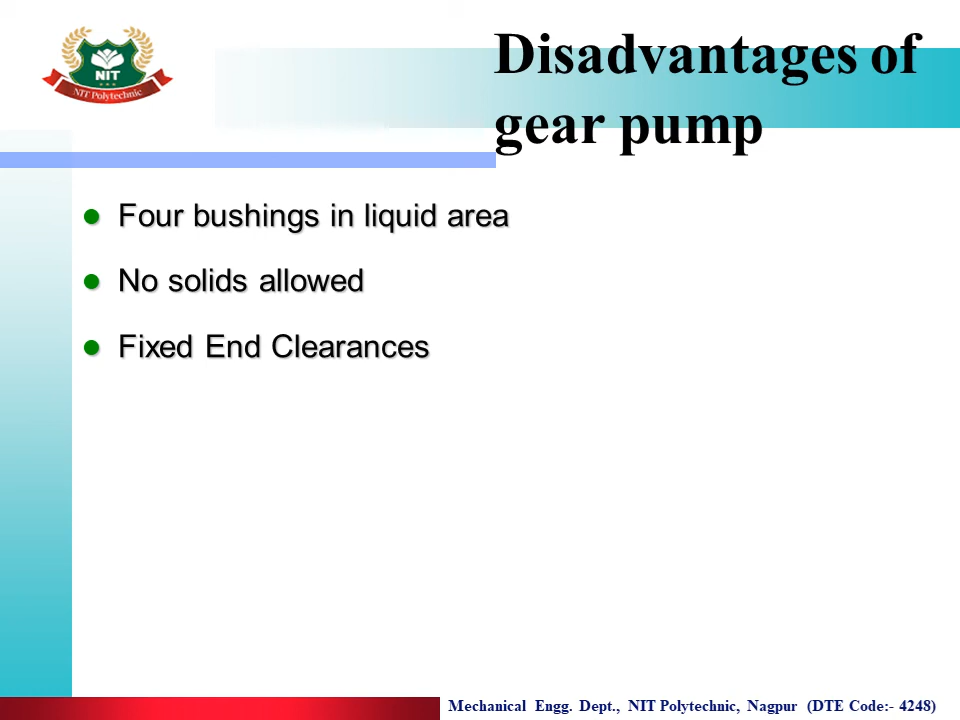 NIT
NIT Polytechnic
Disadvantages of
gear pump
Four bushings in liquid area
No solids allowed
Fixed End Clearances
Mechanical Engg. Dept., NIT Polytechnic, Nagpur (DTE Code:- 4248)